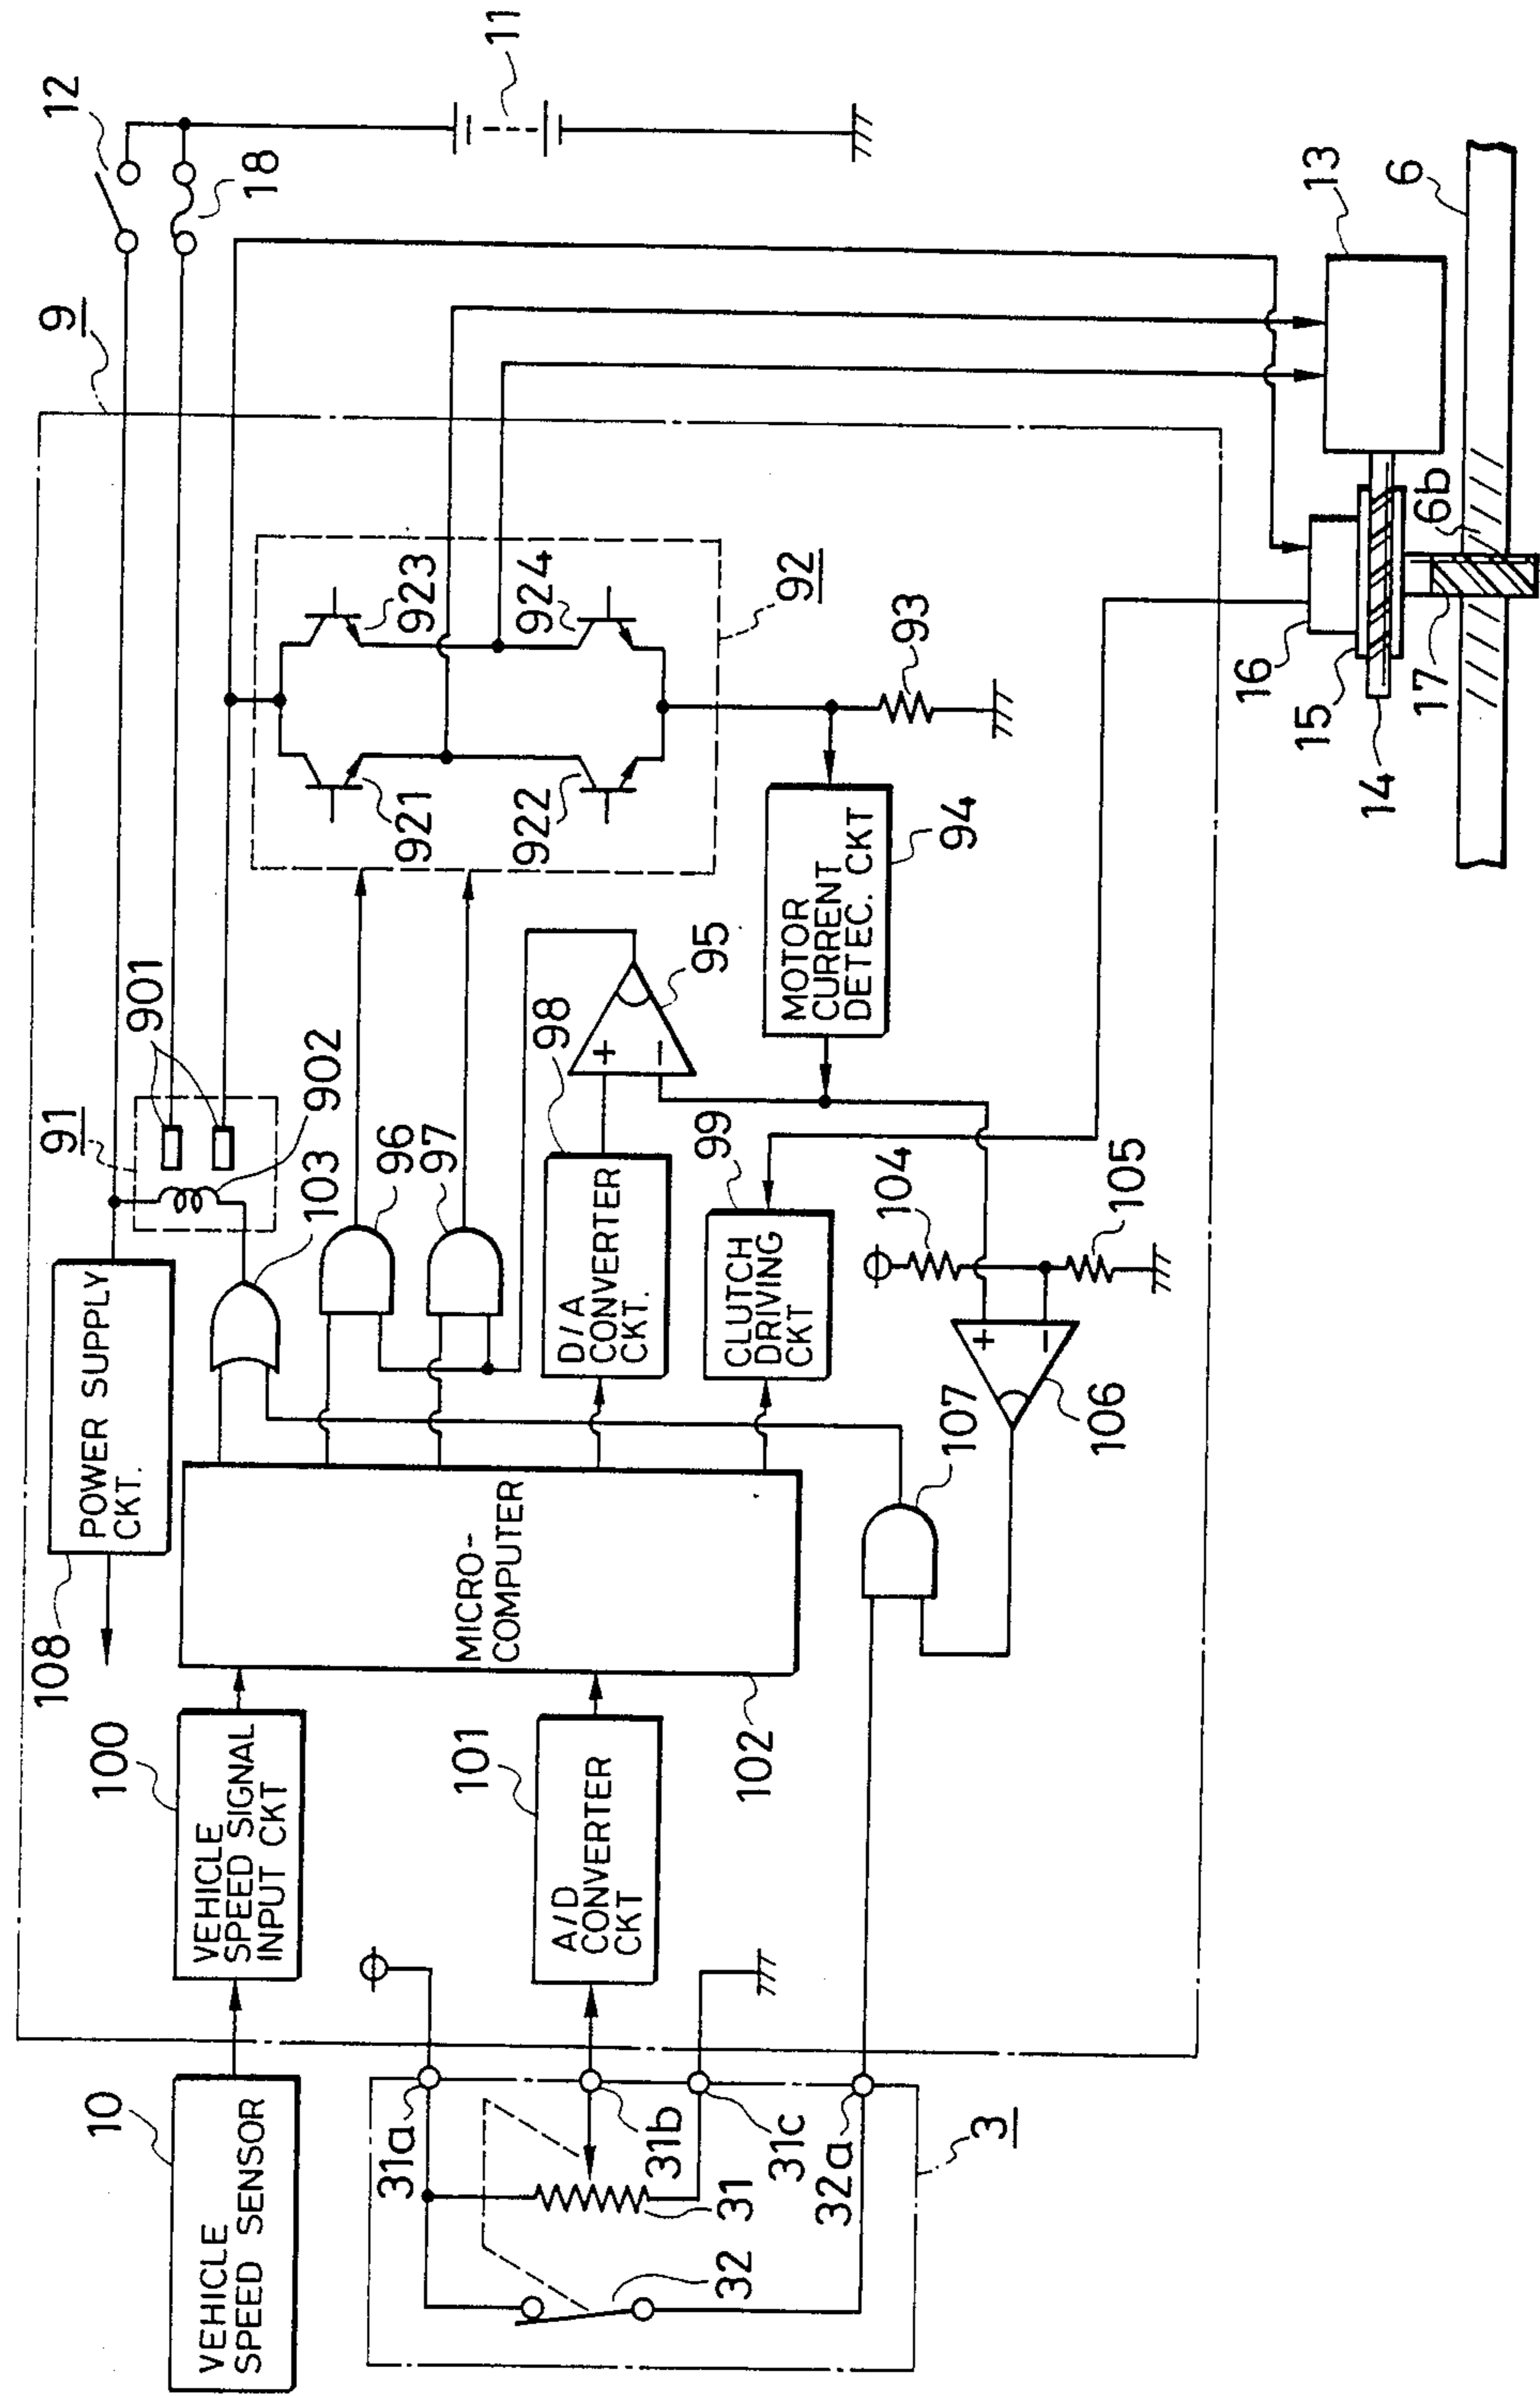 VEHICLE
SPEED SENSOR
10
VEHICLE
SPEED SIGNAL
INPUT CKT
100
108
POWER SUPPLY
CKT.
91
901
902
103
9
12
18
11
A/D
CONVERTER
CKT
101
MICRO-
COMPUTER
102
96
97
D/A
CONVERTER
CKT.
98
+
−
95
921
922
923
924
92
93
MOTOR
CURRENT
DETEC. CKT
94
CLUTCH
DRIVING
CKT
99
104
105
+
−
106
107
31a
31b
31c
32a
31
32
3
16
15
14
17
13
6
6b